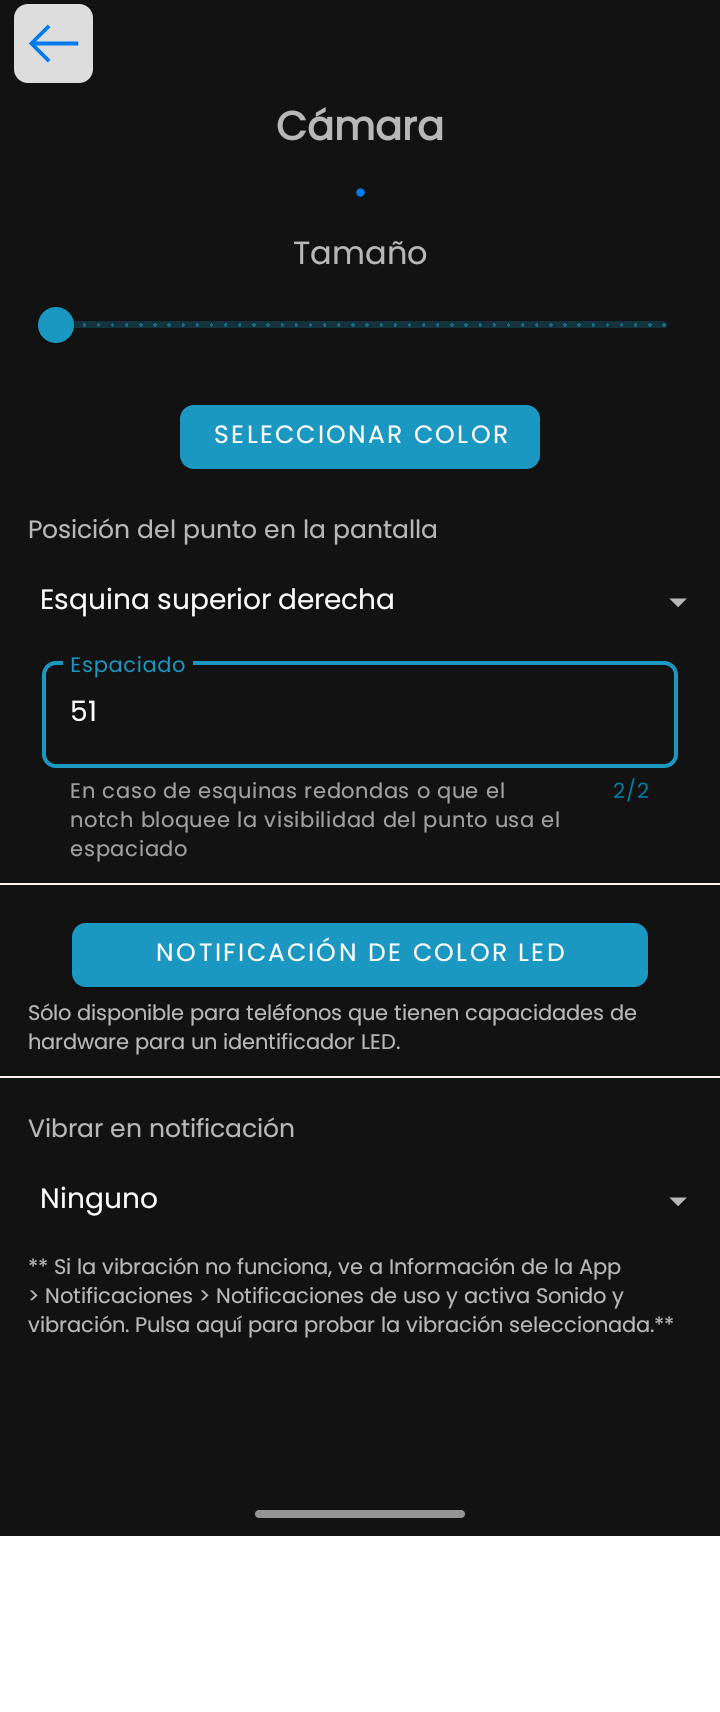 Cámara
Tamaño
SELECCIONAR COLOR
Posición del punto en la pantalla
Esquina superior derecha
Espaciado
51
En caso de esquinas redondas o que el
notch bloquee la visibilidad del punto usa el
espaciado
2/2
NOTIFICACIÓN DE COLOR LED
Sólo disponible para teléfonos que tienen capacidades de
hardware para un identificador LED.
Vibrar en notificación
Ninguno
** Si la vibración no funciona, ve a Información de la App
> Notificaciones > Notificaciones de uso y activa Sonido y
vibración. Pulsa aquí para probar la vibración seleccionada.**